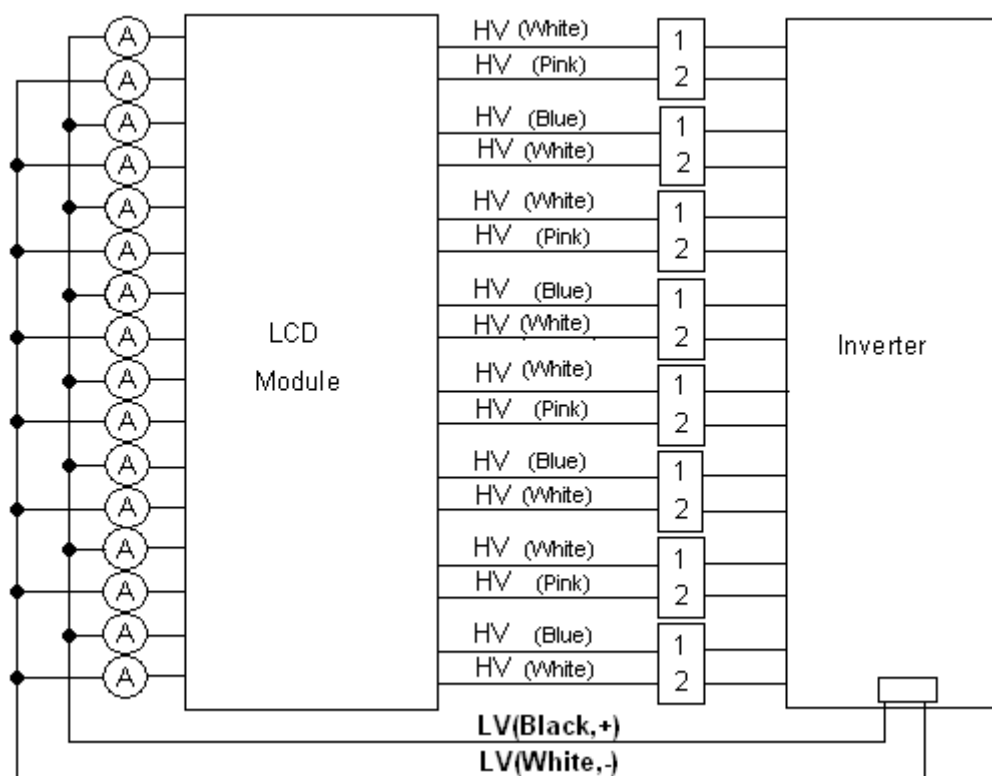 A
HV (White)
1
A
HV (Pink)
2
A
HV (Blue)
1
A
HV (White)
2
A
HV (White)
1
A
HV (Pink)
2
A
HV (Blue)
1
A
HV (White)
2
LCD
Module
Inverter
A
HV (White)
1
A
HV (Pink)
2
A
HV (Blue)
1
A
HV (White)
2
A
HV (White)
1
A
HV (Pink)
2
A
HV (Blue)
1
A
HV (White)
2
LV(Black,+)
LV(White,-)